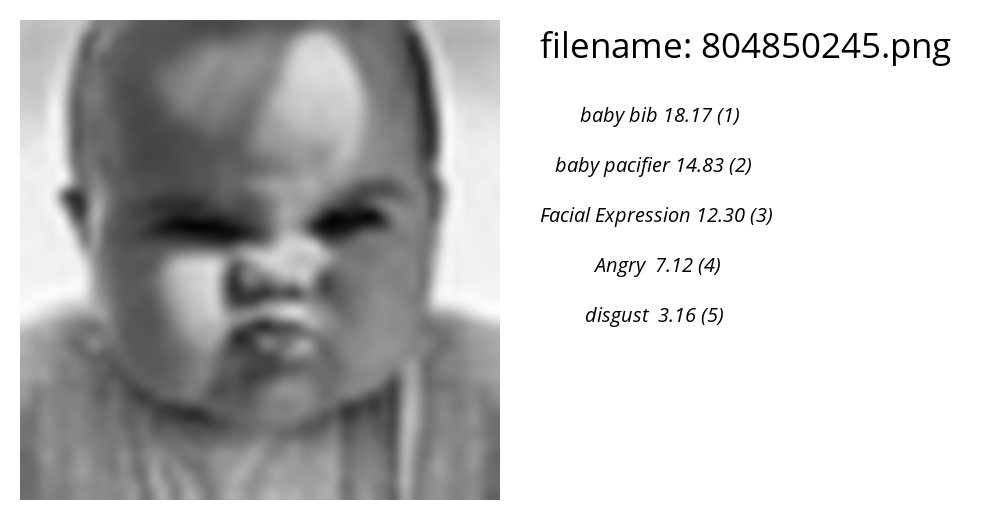 filename: 804850245.png
baby bib 18.17 (1)
baby pacifier 14.83 (2)
Facial Expression 12.30 (3)
Angry 7.12 (4)
disgust 3.16 (5)